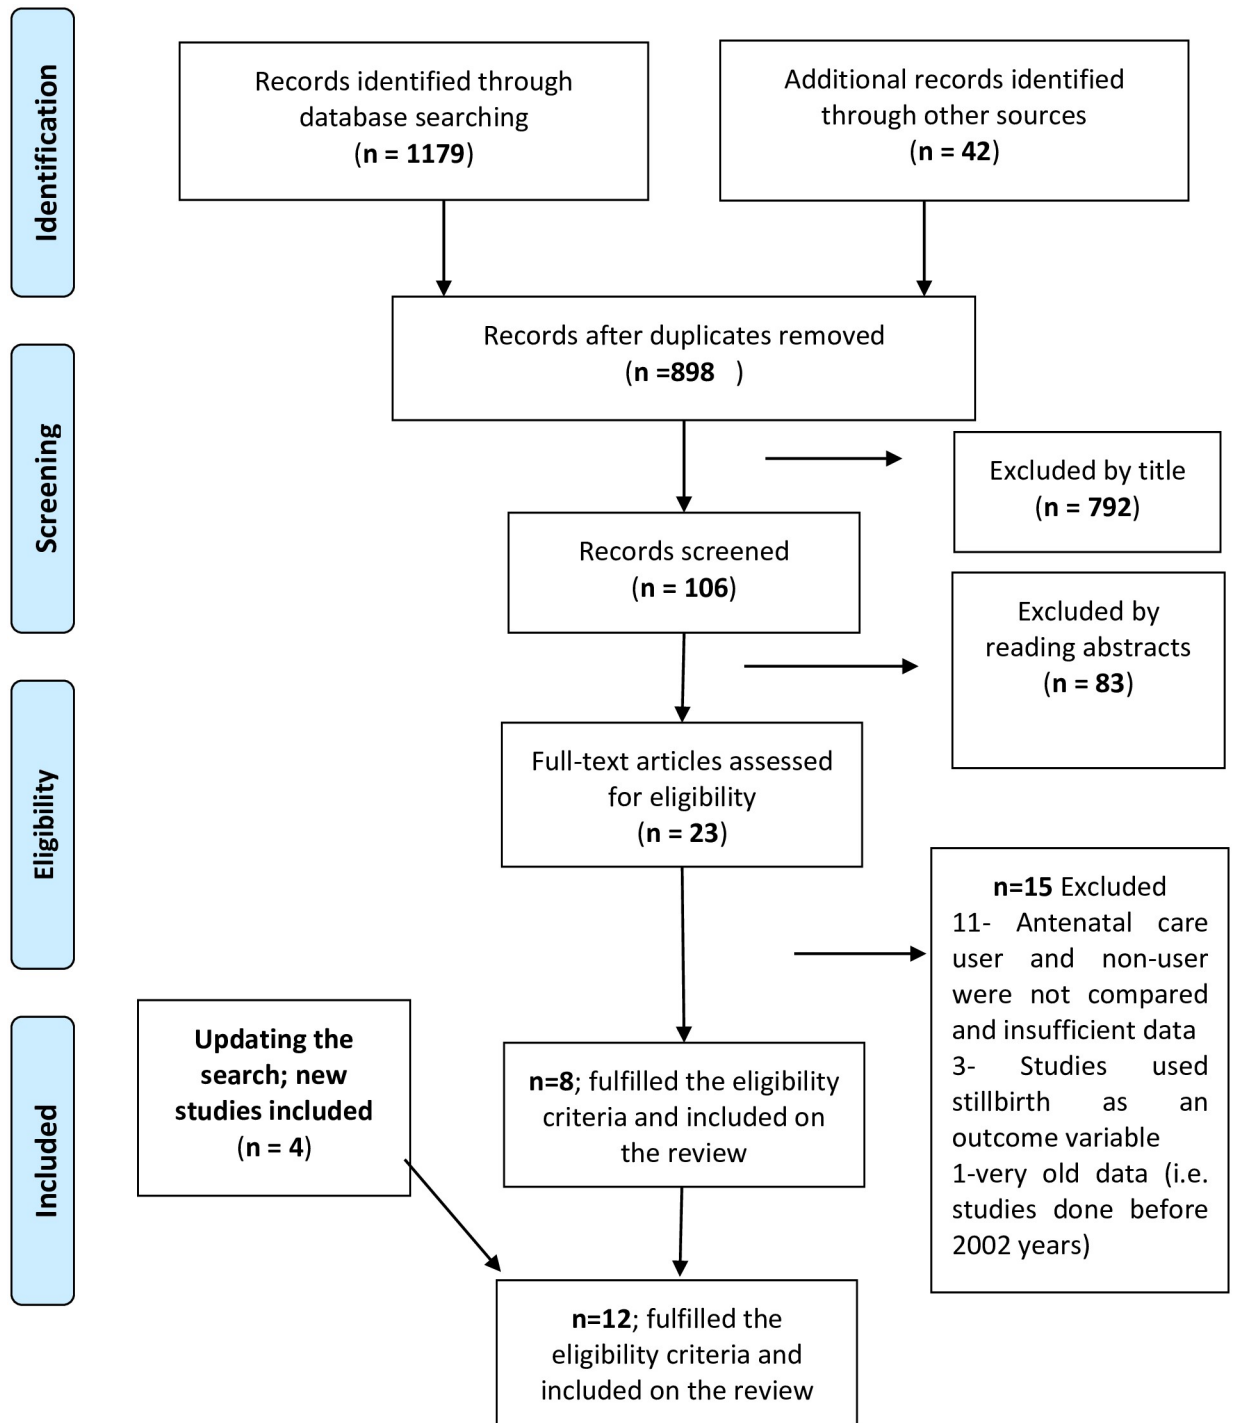 Identification
Records identified through
database searching
(n = 1179)
Additional records identified
through other sources
(n = 42)
Records after duplicates removed
(n =898   )
Screening
Excluded by title
(n = 792)
Records screened
(n = 106)
Excluded by
reading abstracts
(n = 83)
Eligibility
Full-text articles assessed
for eligibility
(n = 23)
n=15 Excluded
11- Antenatal care
user and non-user
were not compared
and insufficient data
3- Studies used
stillbirth as an
outcome variable
1-very old data (i.e.
studies done before
2002 years)
Included
Updating the
search; new
studies included
(n = 4)
n=8; fulfilled the eligibility
criteria and included on
the review
n=12; fulfilled the
eligibility criteria and
included on the review